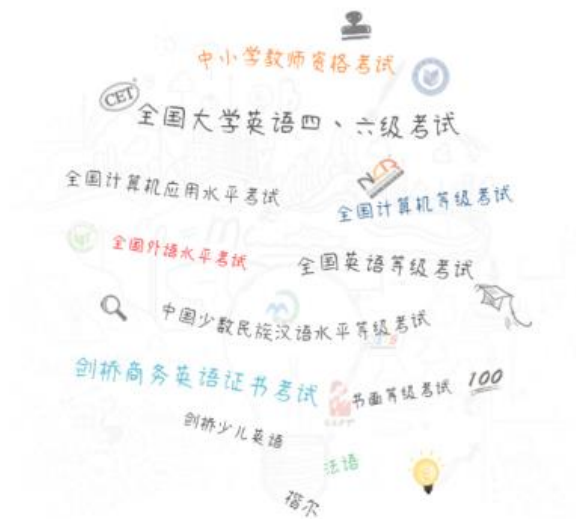 中小学教师资格考试
CET
全国大学英语四、六级考试
全国计算机应用水平考试
全国计算机等级考试
全国外语水平考试
全国英语等级考试
中国少数民族汉语水平等级考试
剑桥商务英语证书考试
书画等级考试
100
剑桥少儿英语
法语
楷尔